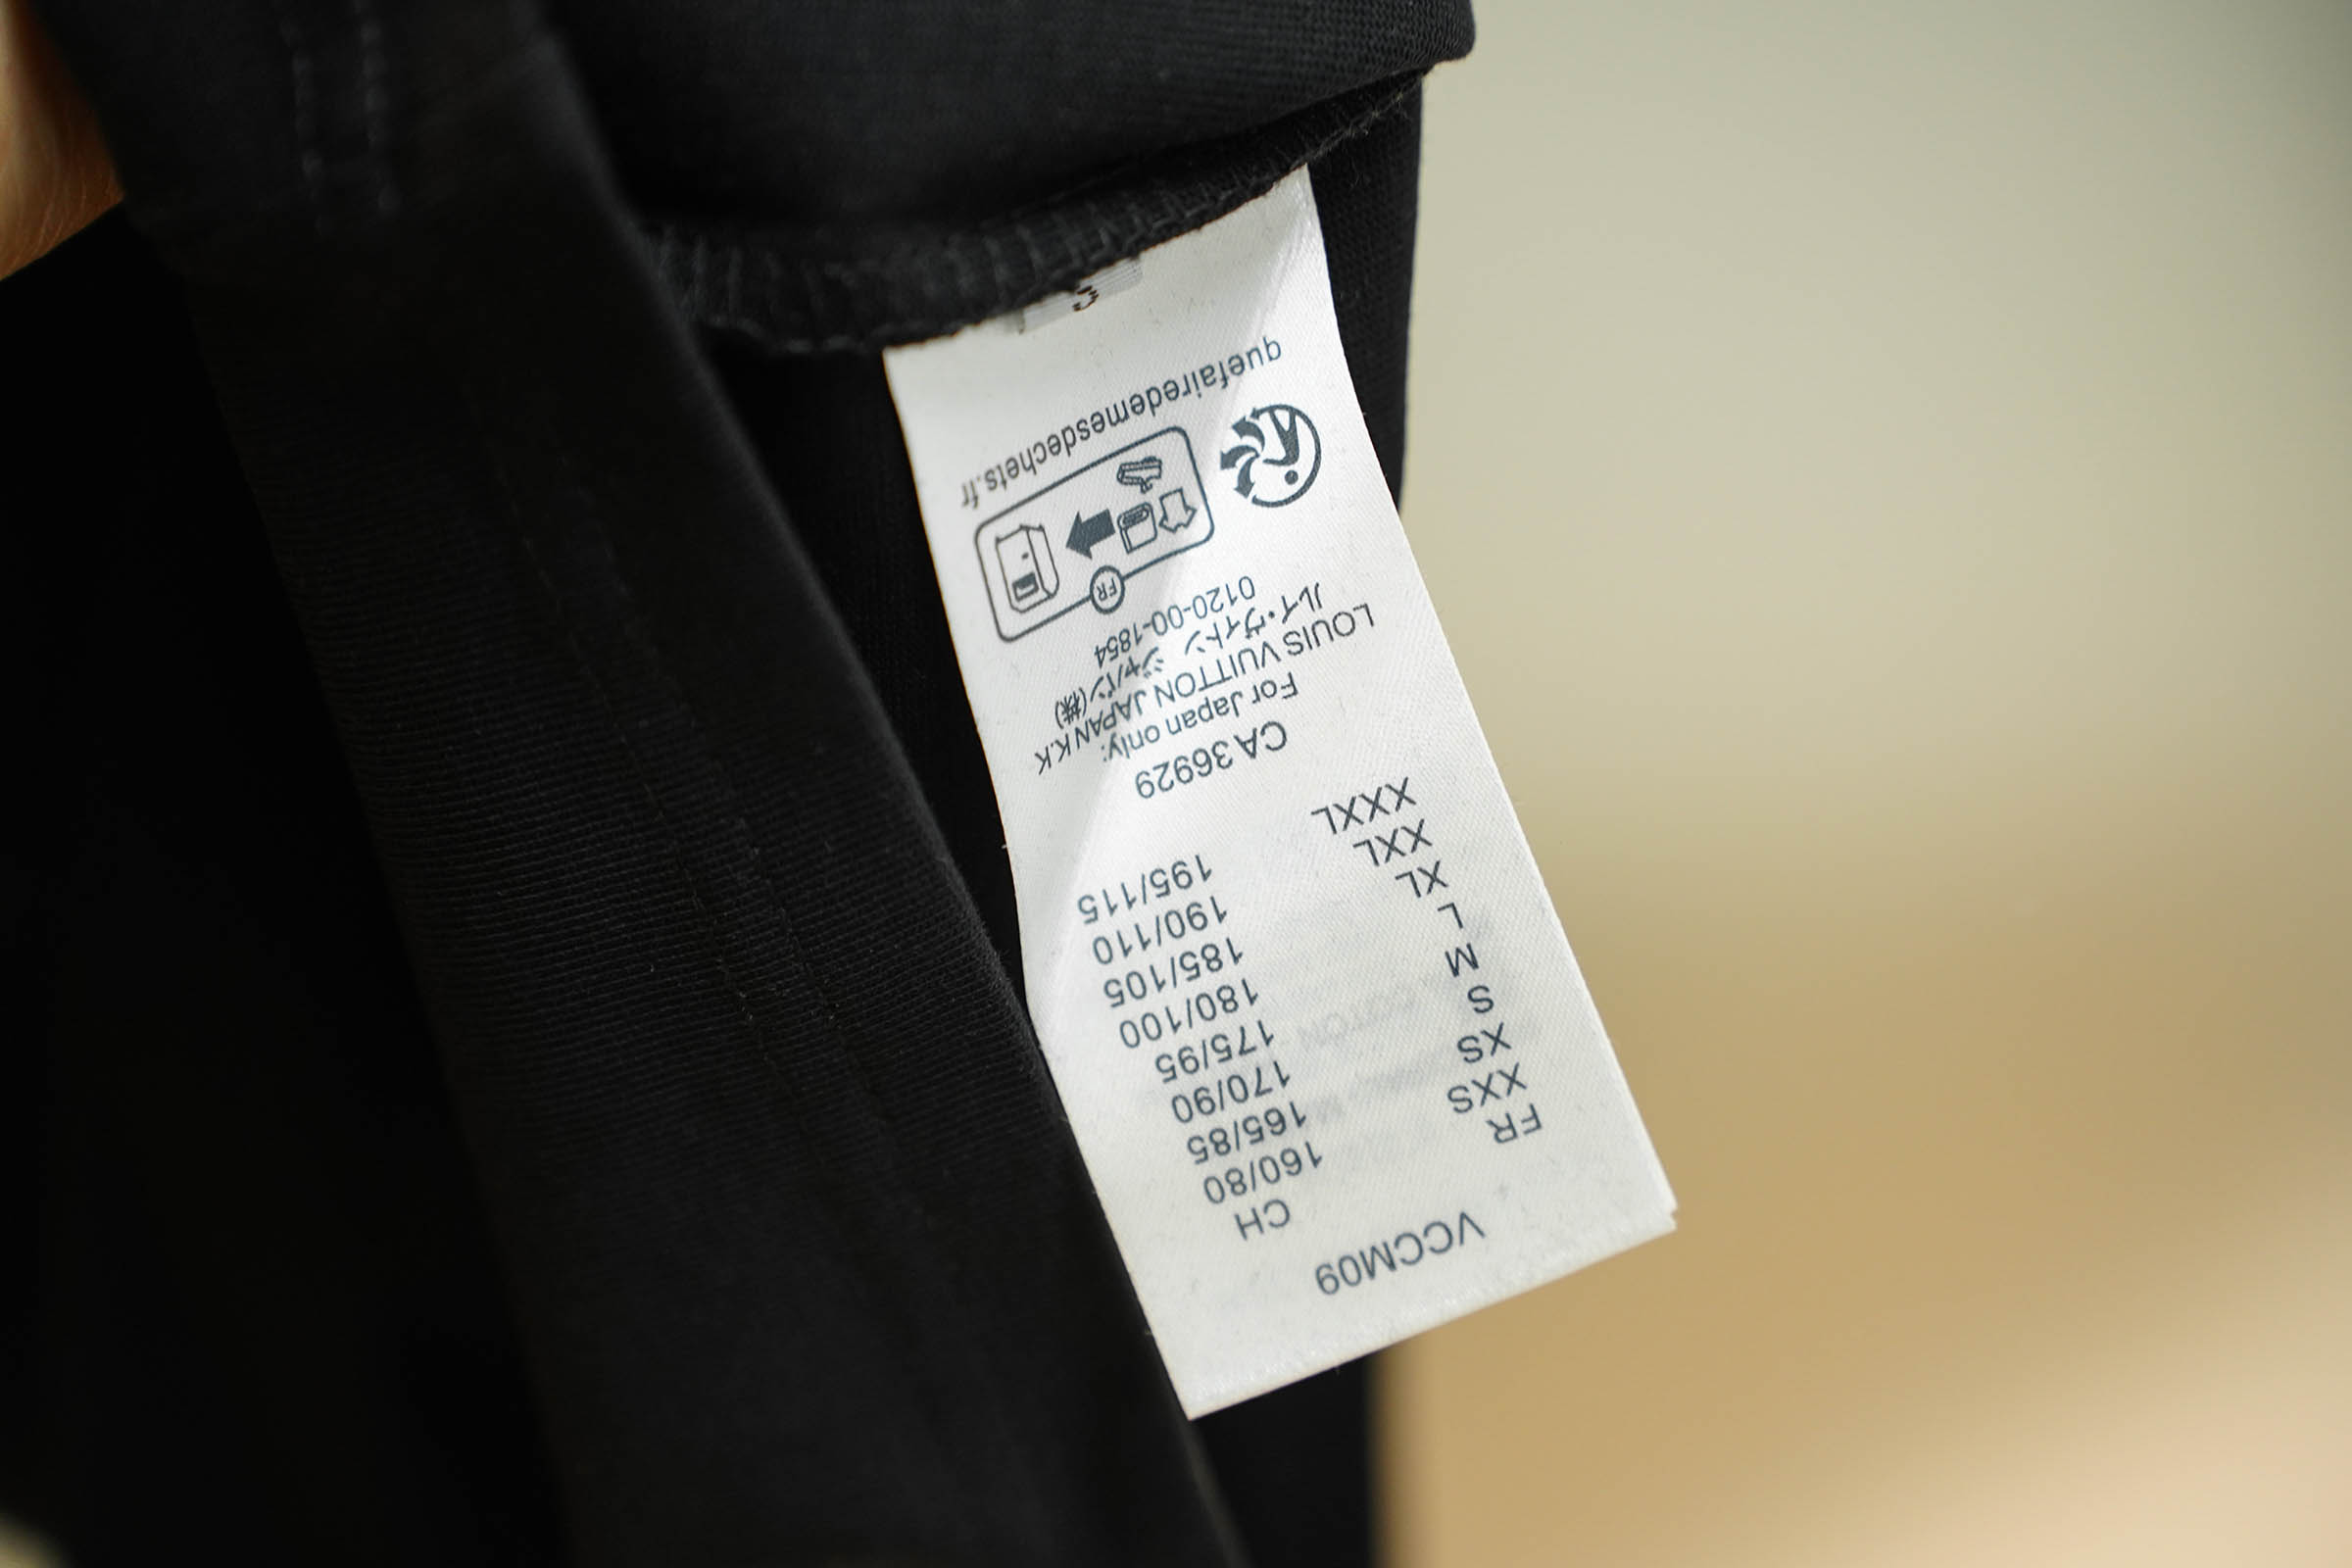 VCCM09
FR CH
XXS 160/80
XS 165/85
S 170/90
M 175/95
L 180/100
XL 185/105
XXL 190/110
XXXL 195/115
CA 36929
For Japan only:
LOUIS VUITTON JAPAN K.K
ルイ・ヴィトン ジャパン(株)
0120-00-1854
FR
quefairedemesdechets.fr